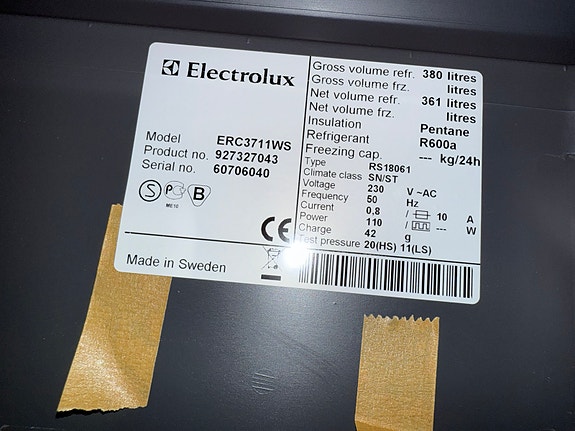 Electrolux
Model ERC3711WS
Product no. 927327043
Serial no. 60706040
S PC ME10 B
CE
Made in Sweden
Gross volume refr. 380 litres
Gross volume frz. litres
Net volume refr. 361 litres
Net volume frz. litres
Insulation Pentane
Refrigerant R600a
Freezing cap. --- kg/24h
Type RS18061
Climate class SN/ST
Voltage 230 V ~AC
Frequency 50 Hz
Current 0,8 / 10 A
Power 110 / --- W
Charge 42 g
Test pressure 20(HS) 11(LS)